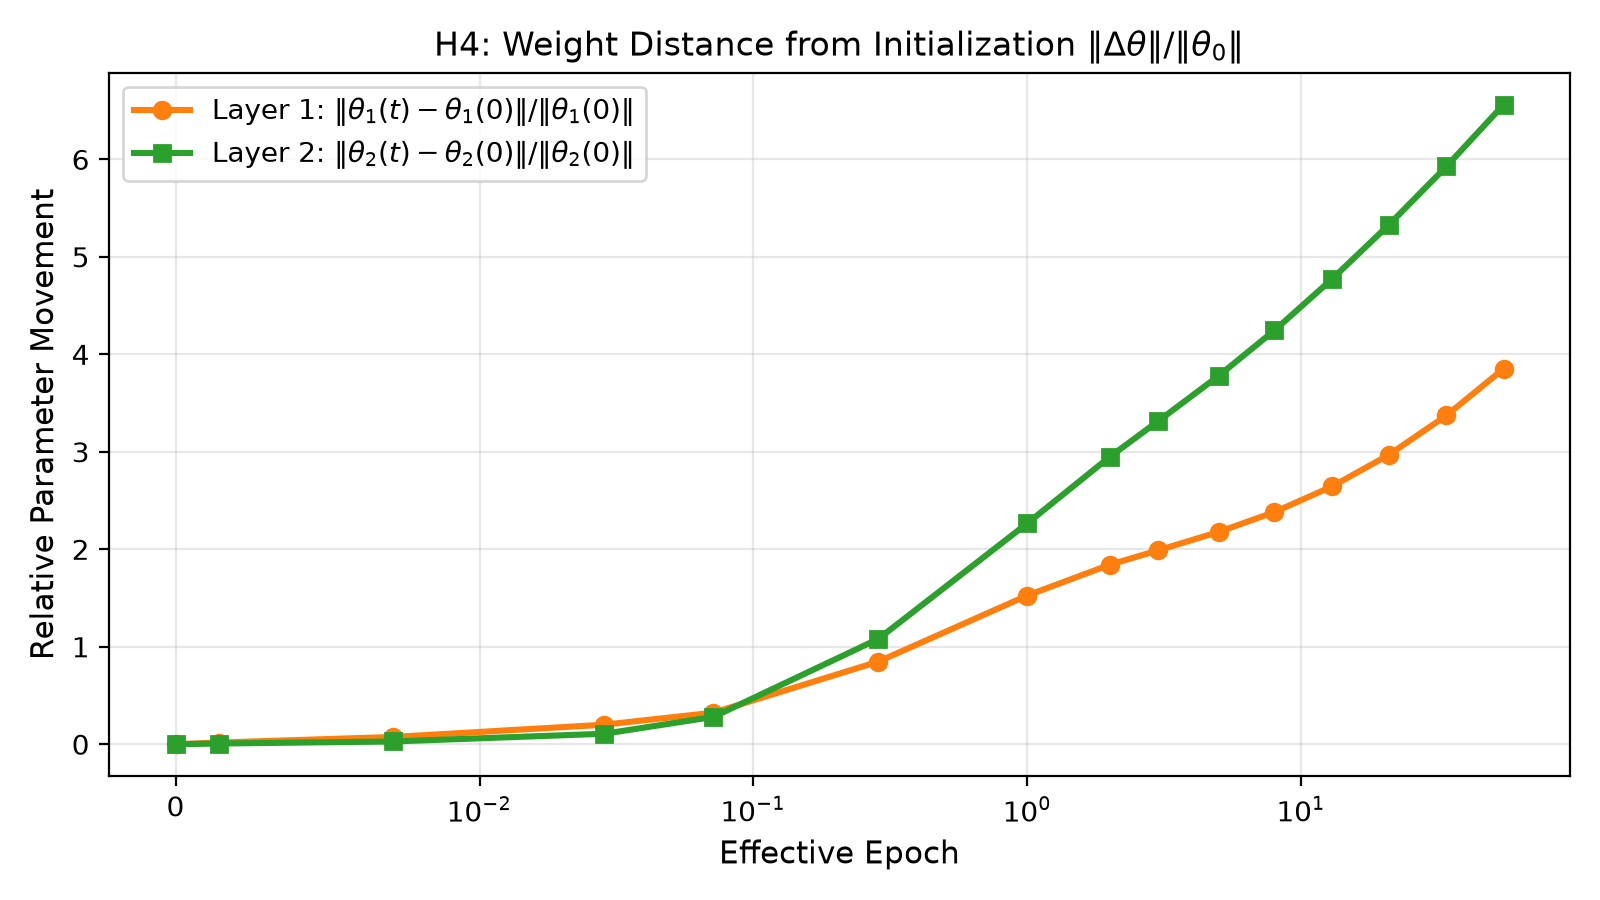 H4: Weight Distance from Initialization ‖Δθ‖/‖θ₀‖
Layer 1: ‖θ₁(t) − θ₁(0)‖/‖θ₁(0)‖
Layer 2: ‖θ₂(t) − θ₂(0)‖/‖θ₂(0)‖
Relative Parameter Movement
6
5
4
3
2
1
0
0 10⁻² 10⁻¹ 10⁰ 10¹
Effective Epoch